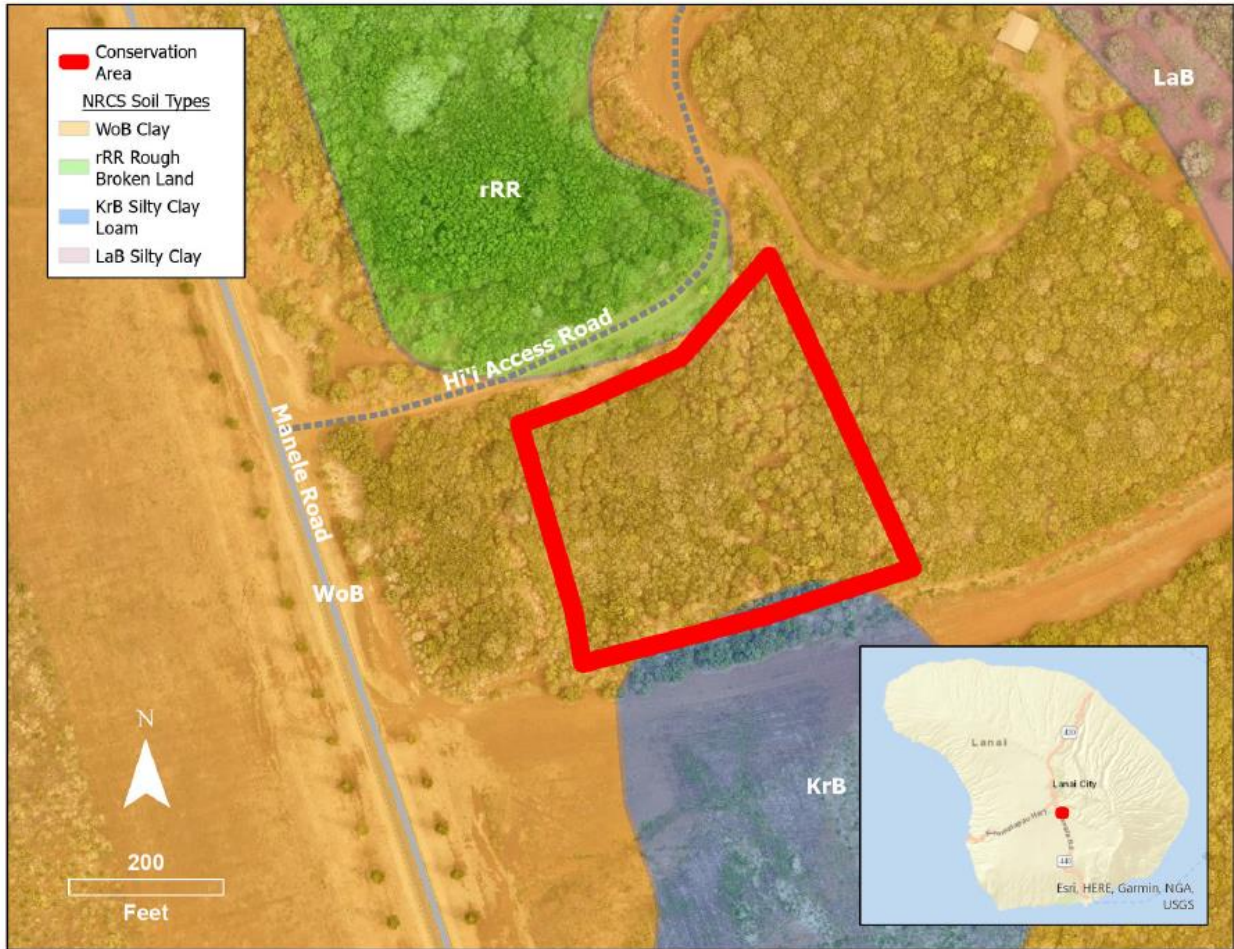 Conservation
Area
NRCS Soil Types
WoB Clay
rRR Rough
Broken Land
KrB Silty Clay
Loam
LaB Silty Clay
LaB
rRR
Hi'i Access Road
Manele Road
WoB
KrB
N
200
Feet
Lanai
430
Lanai City
440
Esri, HERE, Garmin, NGA,
USGS